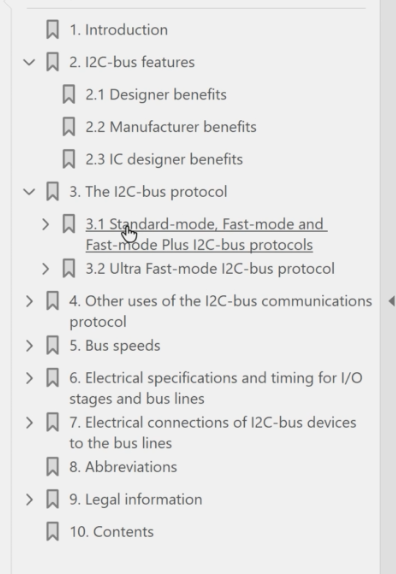 1. Introduction
2. I2C-bus features
2.1 Designer benefits
2.2 Manufacturer benefits
2.3 IC designer benefits
3. The I2C-bus protocol
3.1 Standard-mode, Fast-mode and
Fast-mode Plus I2C-bus protocols
3.2 Ultra Fast-mode I2C-bus protocol
4. Other uses of the I2C-bus communications
protocol
5. Bus speeds
6. Electrical specifications and timing for I/O
stages and bus lines
7. Electrical connections of I2C-bus devices
to the bus lines
8. Abbreviations
9. Legal information
10. Contents